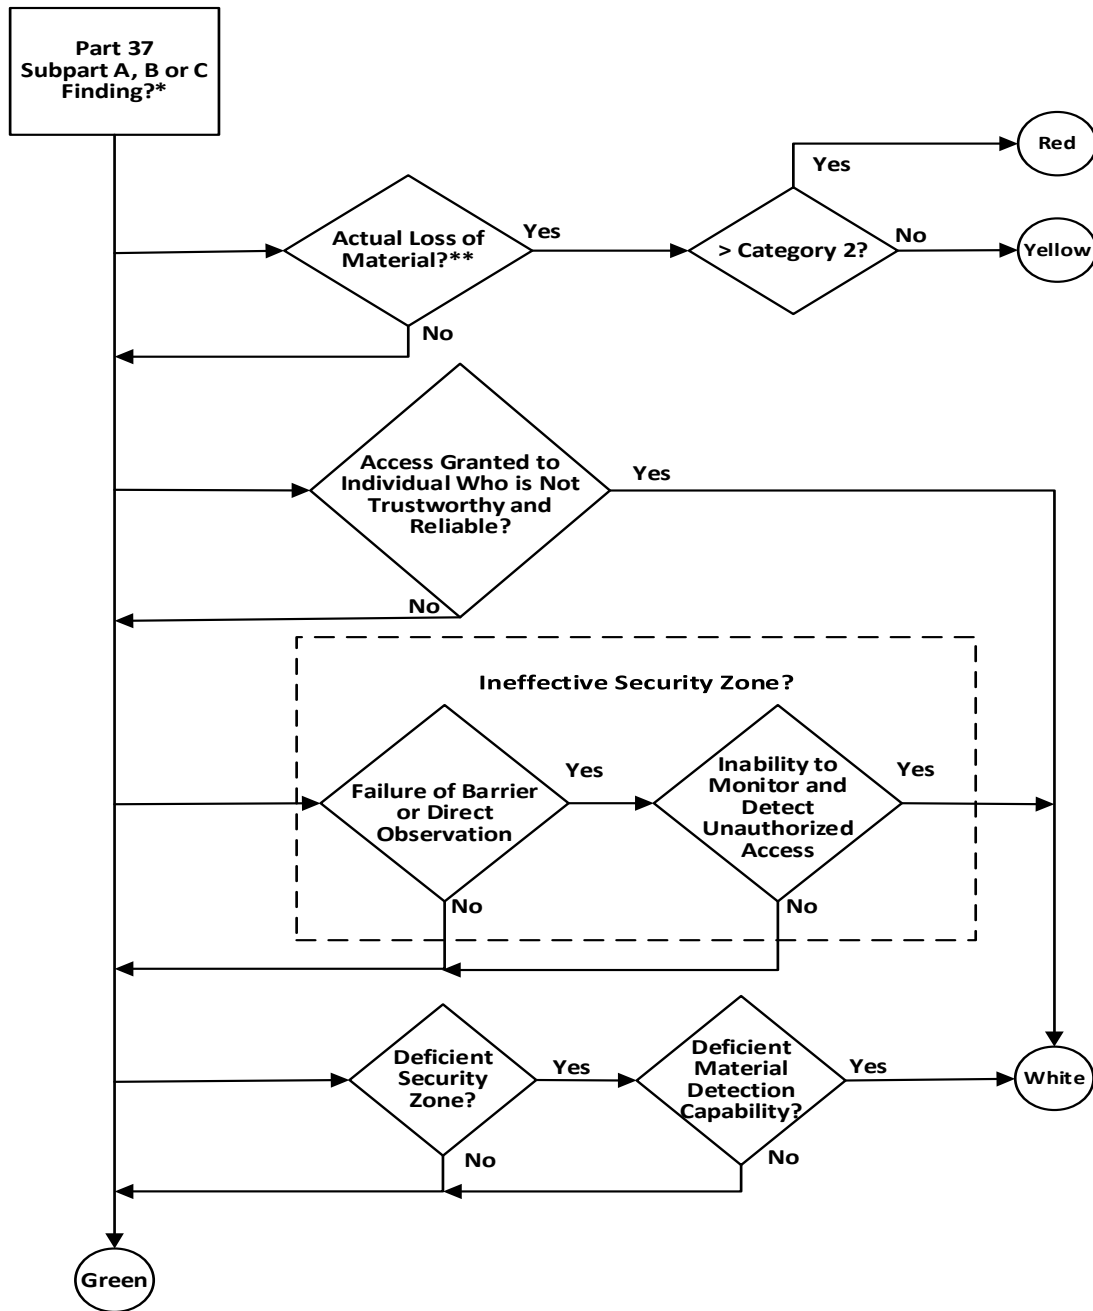 Part 37
Subpart A, B or C
Finding?*
Red
Yes
Actual Loss of
Material?**
Yes
> Category 2?
No
Yellow
No
Access Granted to
Individual Who is Not
Trustworthy and
Reliable?
Yes
No
Ineffective Security Zone?
Failure of Barrier
or Direct
Observation
Yes
Inability to
Monitor and
Detect
Unauthorized
Access
Yes
No
No
Deficient
Security
Zone?
Yes
Deficient
Material
Detection
Capability?
Yes
White
No
No
Green